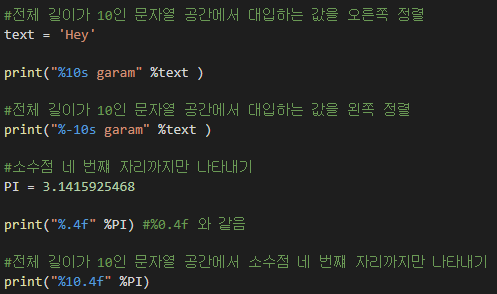 #전체 길이가 10인 문자열 공간에서 대입하는 값을 오른쪽 정렬
text = 'Hey'
print("%10s garam" %text )
#전체 길이가 10인 문자열 공간에서 대입하는 값을 왼쪽 정렬
print("%-10s garam" %text )
#소수점 네 번째 자리까지만 나타내기
PI = 3.1415925468
print("%.4f" %PI) #%0.4f 와 같음
#전체 길이가 10인 문자열 공간에서 소수점 네 번째 자리까지만 나타내기
print("%10.4f" %PI)